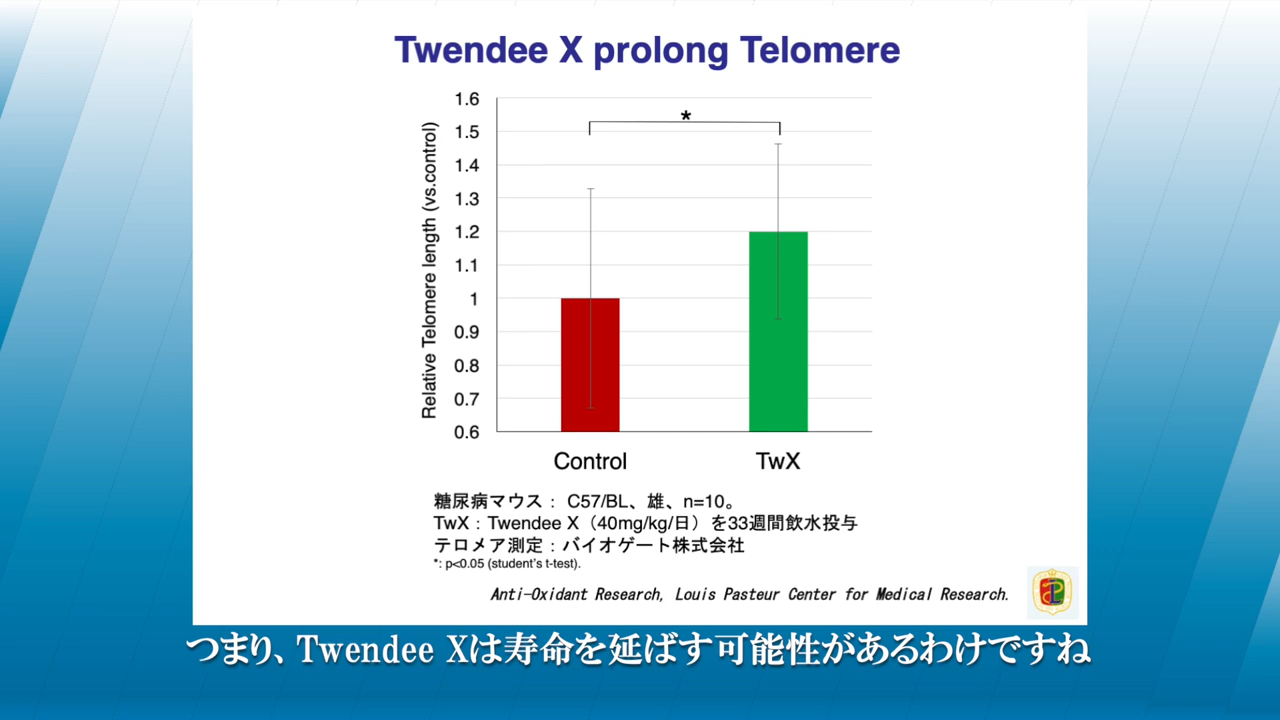 Twendee X prolong Telomere
Relative Telomere length (vs.control)
1.6
1.5
1.4
1.3
1.2
1.1
1
0.9
0.8
0.7
0.6
*
Control
TwX
糖尿病マウス： C57/BL、雄、n=10。
TwX：Twendee X（40mg/kg/日）を33週間飲水投与
テロメア測定：バイオゲート株式会社
*: p<0.05 (student's t-test).
Anti-Oxidant Research, Louis Pasteur Center for Medical Research.
つまり、Twendee Xは寿命を延ばす可能性があるわけですね